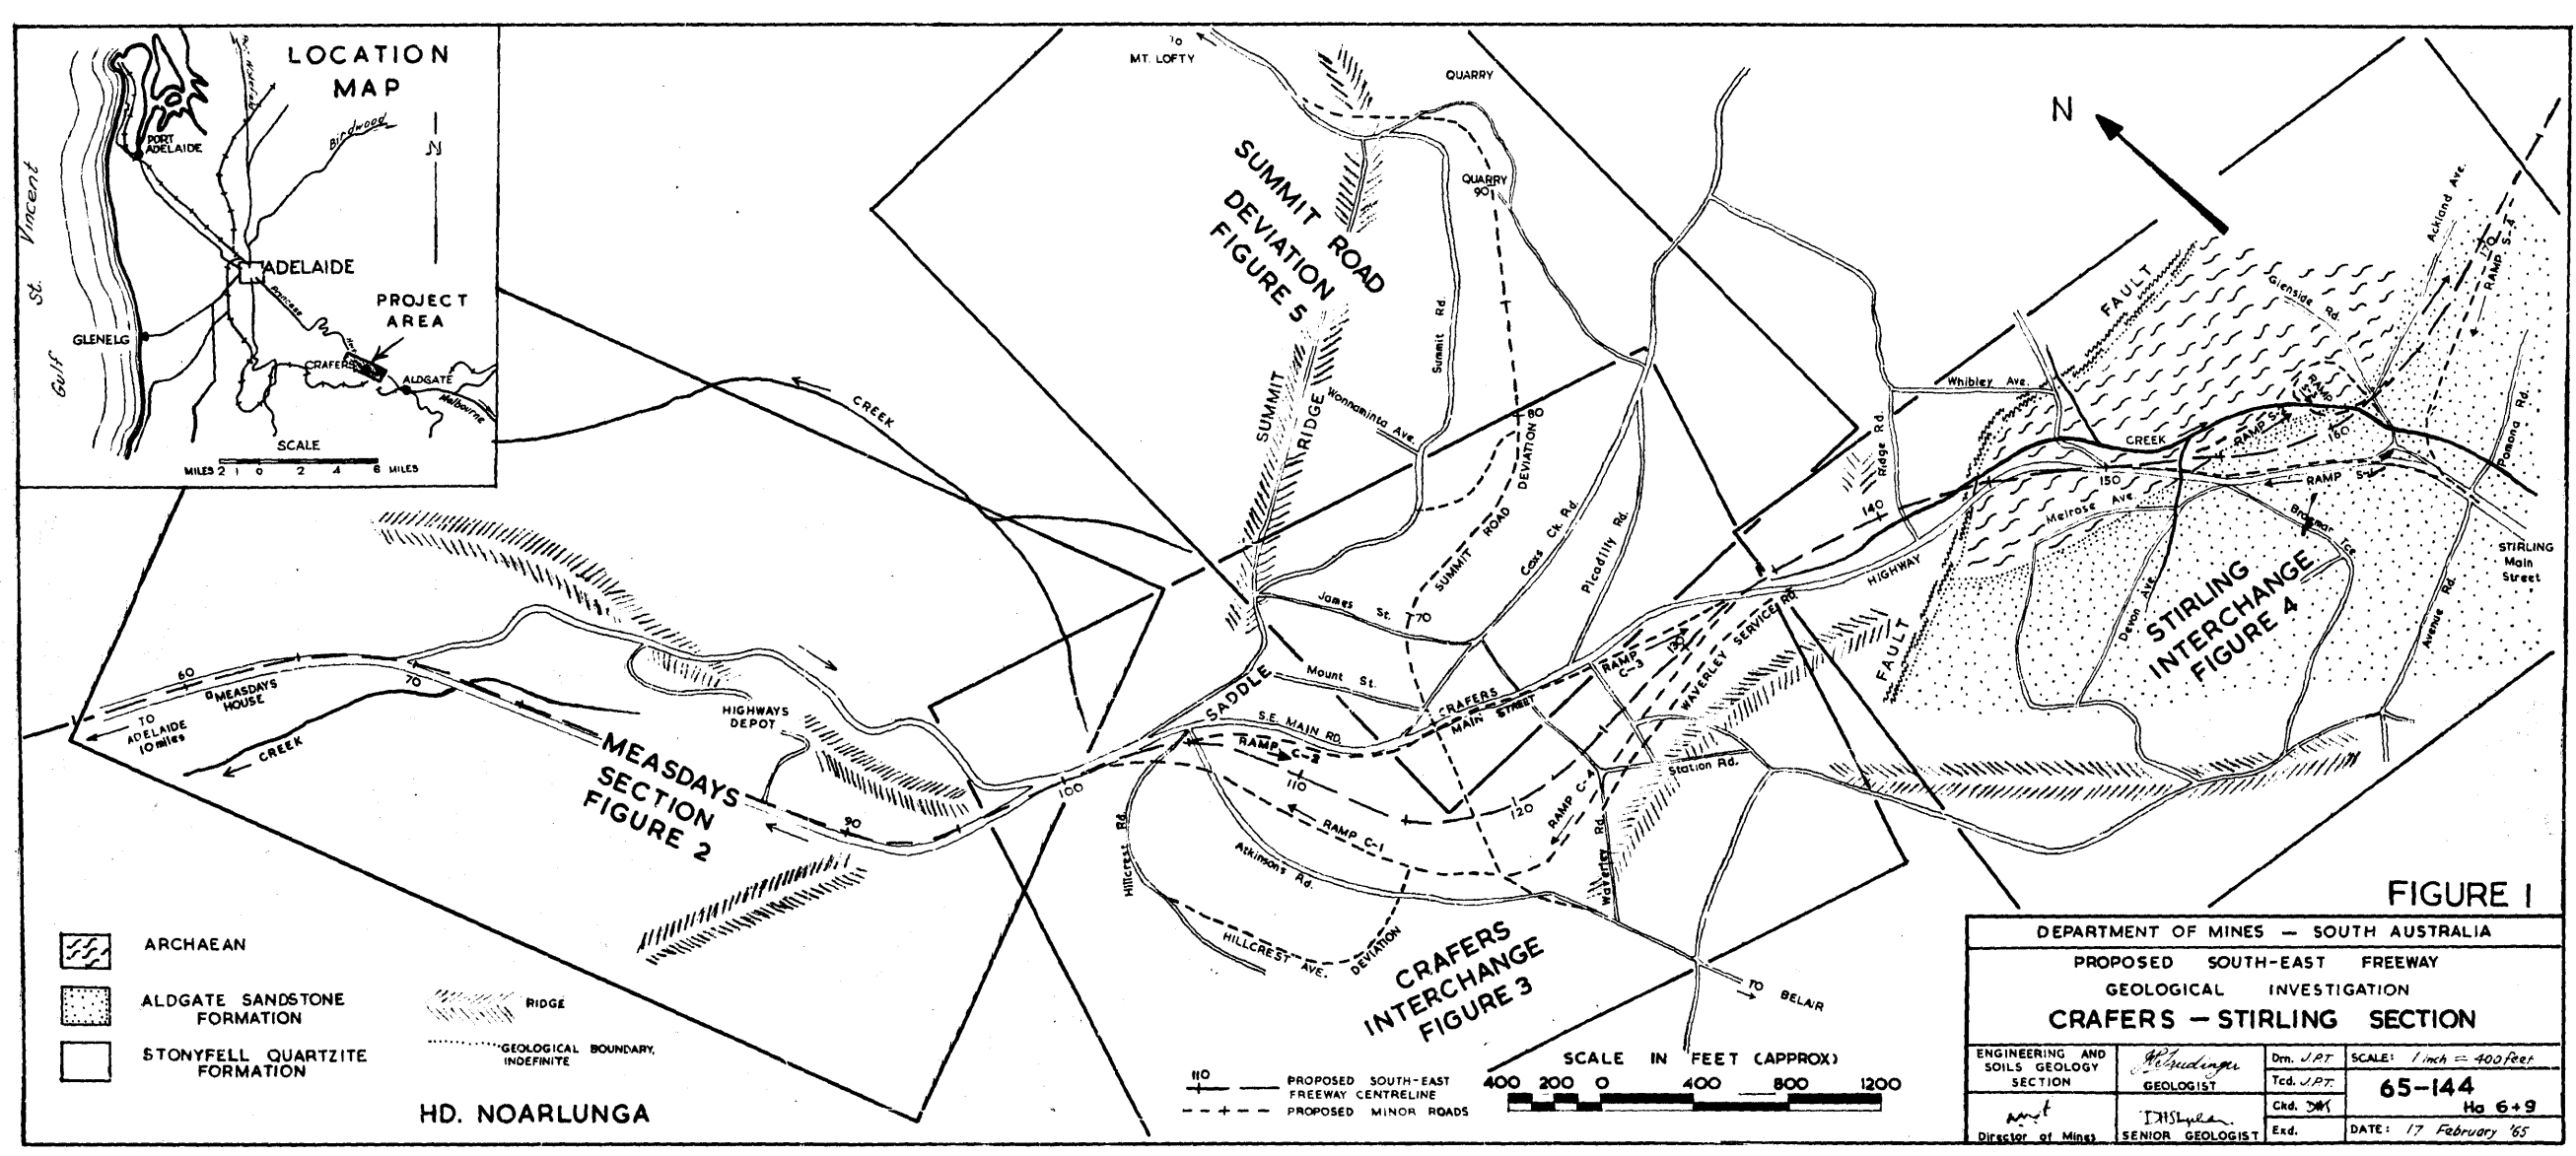 LOCATION
MAP
Birdwood
N
PORT
ADELAIDE
St. Vincent
Gulf
ADELAIDE
Princes
PROJECT
AREA
GLENELG
CRAFERS
ALDGATE
Melbourne
SCALE
MILES 2 1 0 2 4 6 MILES
TO
MT. LOFTY
QUARRY
QUARRY
90
SUMMIT ROAD
DEVIATION
FIGURE 5
N
Ackland Ave.
170
RAMP S-4
FAULT
Glenside Rd.
Summit Rd.
SUMMIT
RIDGE
Wonnaminta Ave.
80
DEVIATION
ROAD
SUMMIT
Coxs Ck. Rd.
Picadilly Rd.
Whibley Ave.
Ridge Rd.
140
CREEK
RAMP S-2
RAMP
160
Pomona Rd.
150
RAMP S-1
Melrose Ave.
Braemar Tce.
HIGHWAY
STIRLING
Main
Street
Devon Ave.
Avenue Rd.
STIRLING
INTERCHANGE
FIGURE 4
FAULT
CREEK
James St.
70
Mount St.
SADDLE
CRAFERS
MAIN STREET
RAMP
C-3
130
WAVERLEY SERVICE RD.
S.E. MAIN RD.
RAMP C-2
110
120
RAMP C-4
Station Rd.
RAMP C-1
Waverley Rd.
Atkinsons Rd.
Hillcrest Rd.
HILLCREST AVE.
DEVIATION
CRAFERS
INTERCHANGE
FIGURE 3
TO
BELAIR
60
MEASDAYS
HOUSE
70
TO
ADELAIDE
10 miles
CREEK
HIGHWAYS
DEPOT
MEASDAYS
SECTION
FIGURE 2
90
100
ARCHAEAN
ALDGATE SANDSTONE
FORMATION
STONYFELL QUARTZITE
FORMATION
RIDGE
GEOLOGICAL BOUNDARY,
INDEFINITE
HD. NOARLUNGA
110
PROPOSED SOUTH-EAST
FREEWAY CENTRELINE
PROPOSED MINOR ROADS
SCALE IN FEET (APPROX)
400 200 0 400 800 1200
FIGURE 1
DEPARTMENT OF MINES — SOUTH AUSTRALIA
PROPOSED SOUTH-EAST FREEWAY
GEOLOGICAL INVESTIGATION
CRAFERS — STIRLING SECTION
ENGINEERING AND
SOILS GEOLOGY
SECTION
Director of Mines
GEOLOGIST
SENIOR GEOLOGIST
Drn. J.P.T
Tcd. J.P.T.
Ckd.
Exd.
SCALE: 1 inch = 400 feet
65-144
Ha 6+9
DATE: 17 February '65